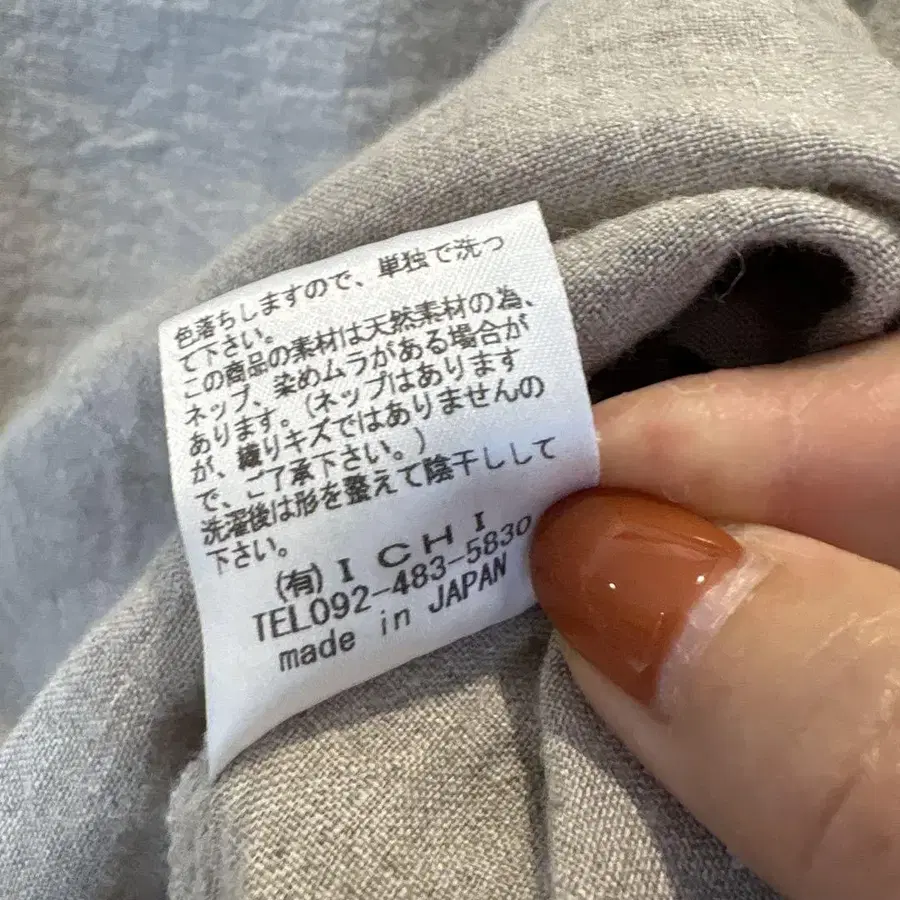 色落ちしますので、単独で洗っ
て下さい。
この商品の素材は天然素材の為、
ネップ、染めムラがある場合が
あります。(ネップはあります
が、織りキズではありませんの
で、ご了承下さい。)
洗濯後は形を整えて陰干しして
下さい。
(有)ICHI
TEL092-483-5830
made in JAPAN